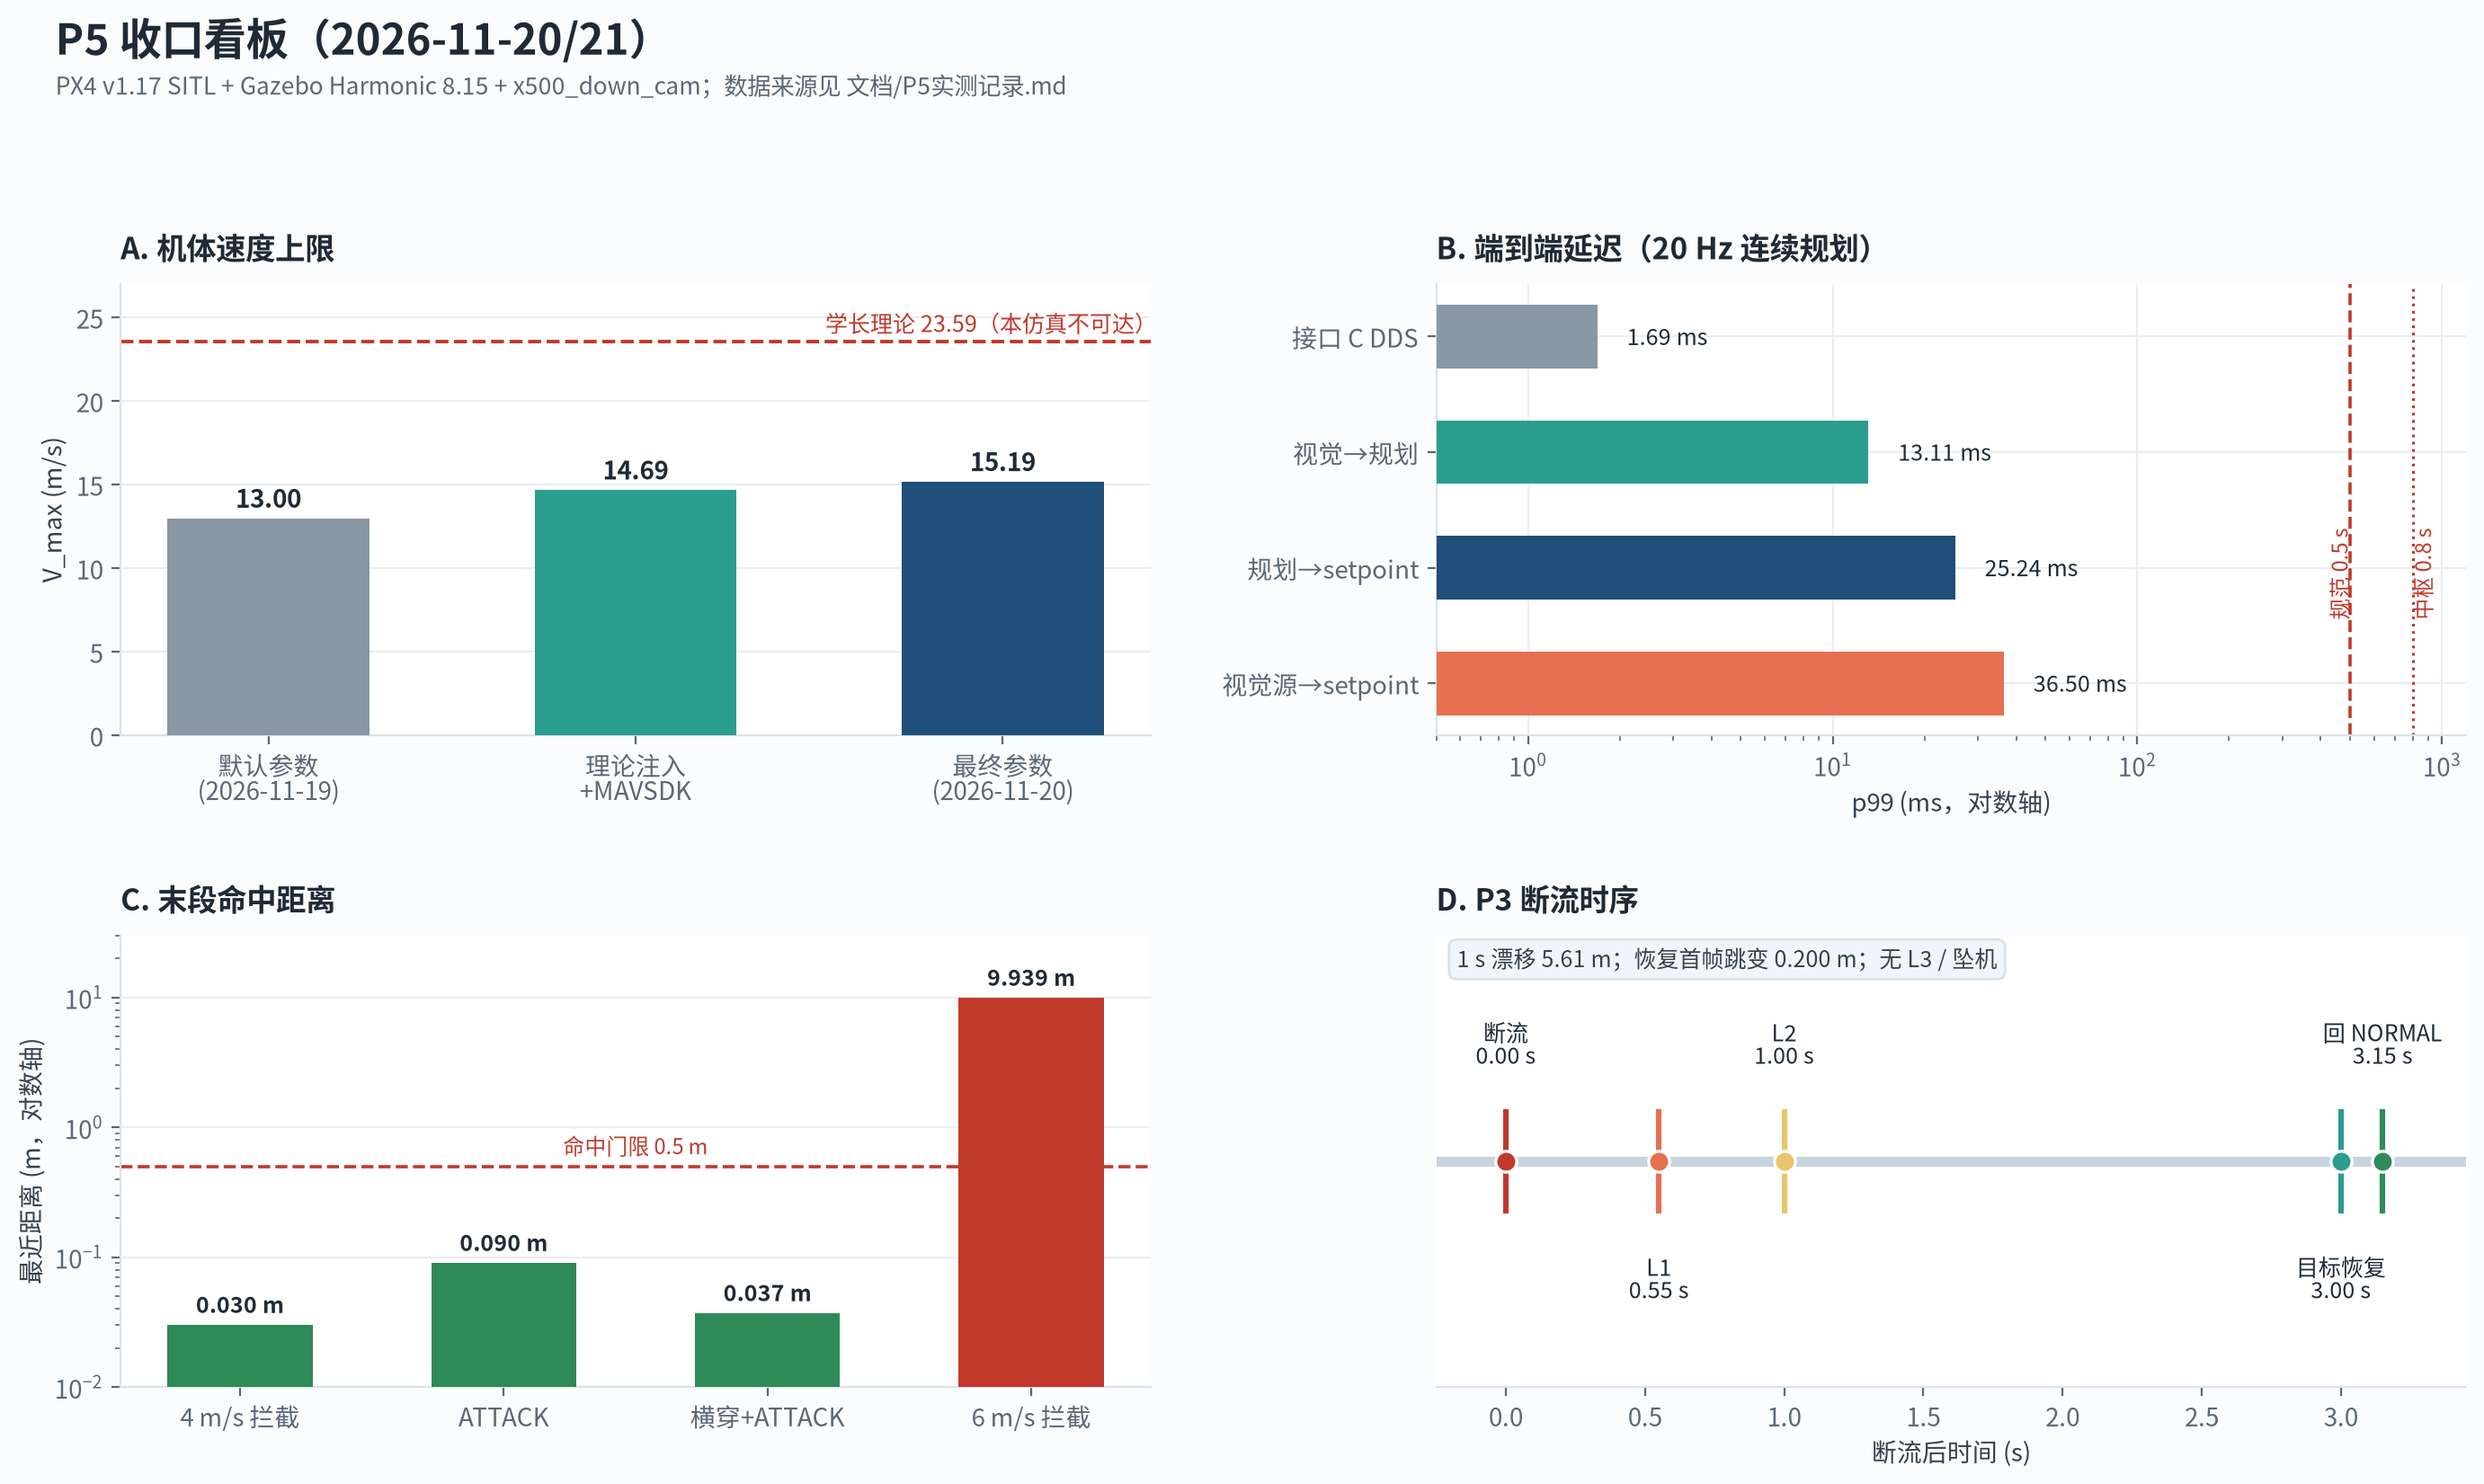 P5 收口看板（2026-11-20/21）
PX4 v1.17 SITL + Gazebo Harmonic 8.15 + x500_down_cam；数据来源见 文档/P5实测记录.md
A. 机体速度上限
V_max (m/s)
25
20
15
10
5
0
学长理论 23.59（本仿真不可达）
13.00
14.69
15.19
默认参数
(2026-11-19)
理论注入
+MAVSDK
最终参数
(2026-11-20)
B. 端到端延迟（20 Hz 连续规划）
接口 C DDS
1.69 ms
视觉→规划
13.11 ms
规划→setpoint
25.24 ms
视觉源→setpoint
36.50 ms
规范 0.5 s
中枢 0.8 s
10⁰
10¹
10²
10³
p99 (ms，对数轴)
C. 末段命中距离
最近距离 (m，对数轴)
10¹
10⁰
10⁻¹
10⁻²
命中门限 0.5 m
0.030 m
0.090 m
0.037 m
9.939 m
4 m/s 拦截
ATTACK
横穿+ATTACK
6 m/s 拦截
D. P3 断流时序
1 s 漂移 5.61 m；恢复首帧跳变 0.200 m；无 L3 / 坠机
断流
0.00 s
L2
1.00 s
回 NORMAL
3.15 s
L1
0.55 s
目标恢复
3.00 s
0.0
0.5
1.0
1.5
2.0
2.5
3.0
断流后时间 (s)